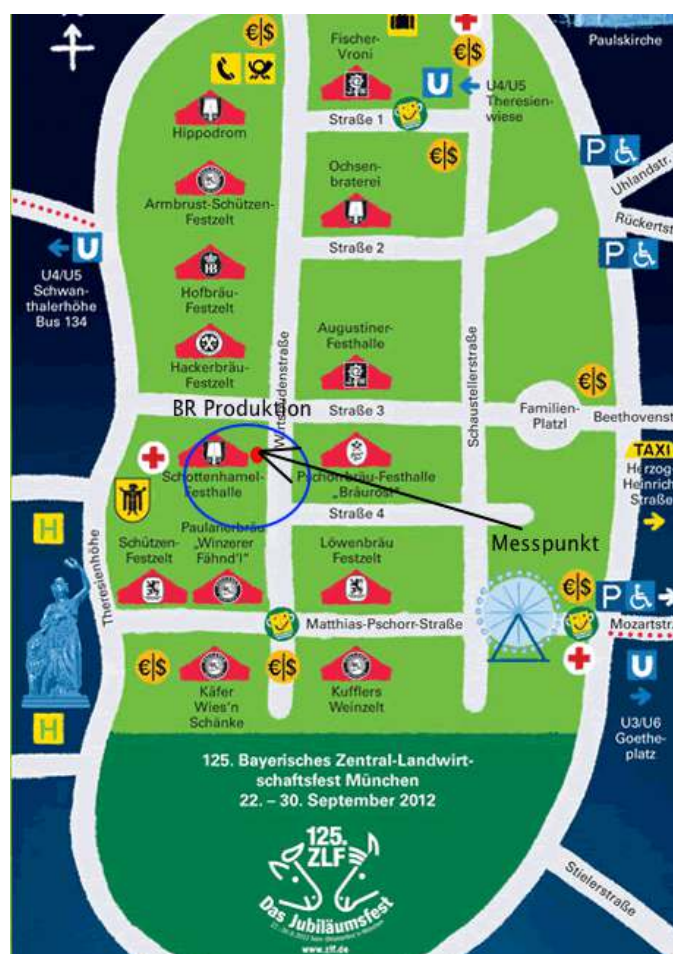 Paulskirche
€|$
Fischer-
Vroni
€|$
U
U4/U5
Theresien-
wiese
Straße 1
Hippodrom
€|$
P
Uhlandstr.
Ochsen-
braterei
Armbrust-Schützen-
Festzelt
Rückertst
P
U
U4/U5
Schwan-
thalerhöhe
Bus 134
Straße 2
HB
Hofbräu-
Festzelt
Wirtsbudenstraße
Schaustellerstraße
Augustiner-
Festhalle
Hackerbräu-
Festzelt
€|$
BR Produktion
Straße 3
Familien-
Platzl
Beethovenst
Schottenhamel-
Festhalle
Pschorrbräu-Festhalle
„Bräurosl"
TAXI
Herzog-
Heinrich
Straße
Straße 4
Messpunkt
H
Schützen-
Festzelt
Paulanerbräu
„Winzerer
Fähnd'l"
Löwenbräu
Festzelt
Theresienhöhe
€|$
P
Matthias-Pschorr-Straße
Mozartstr.
€|$
€|$
H
Käfer
Wies'n
Schänke
Kufflers
Weinzelt
U
U3/U6
Goethe-
platz
125. Bayerisches Zentral-Landwirt-
schaftsfest München
22. – 30. September 2012
125.
ZLF
Das Jubiläumsfest
www.zlf.de
Stielerstraße